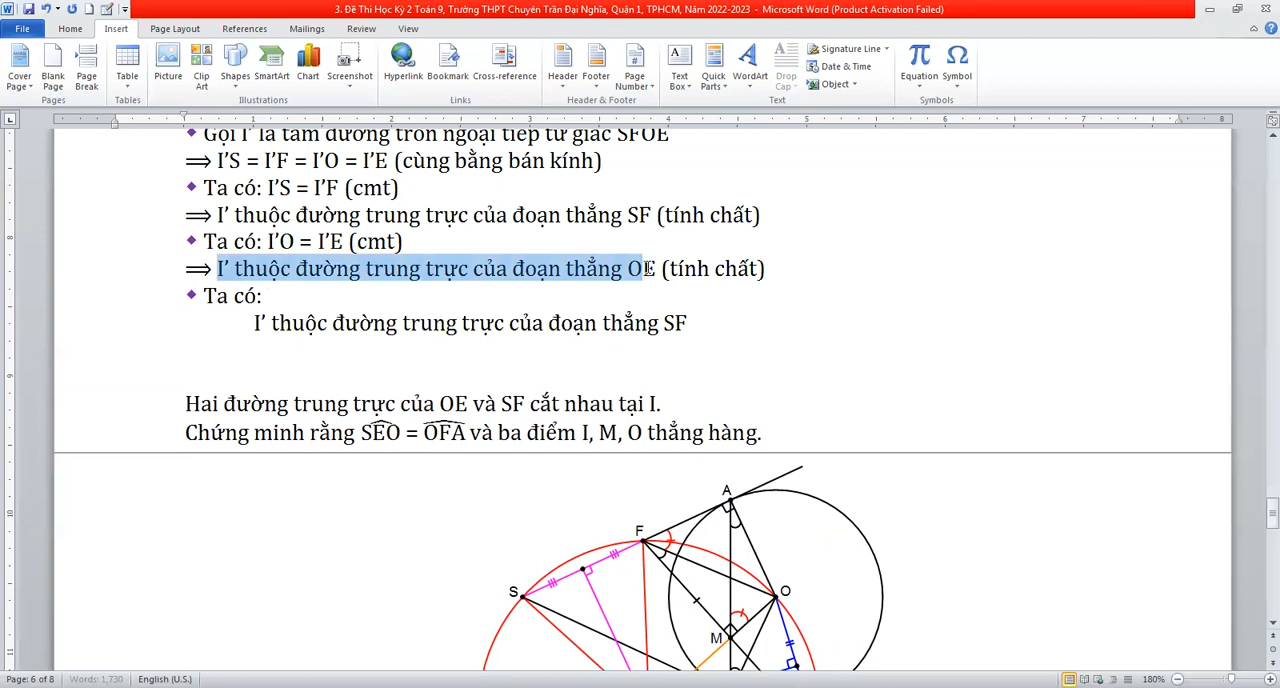 3. Đề Thi Học Kỳ 2 Toán 9, Trường THPT Chuyên Trần Đại Nghĩa, Quận 1, TPHCM, Năm 2022-2023 - Microsoft Word (Product Activation Failed)
File Home Insert Page Layout References Mailings Review View
Cover Page Blank Page Page Break Table Picture Clip Art Shapes SmartArt Chart Screenshot Hyperlink Bookmark Cross-reference Header Footer Page Number Text Box Quick Parts WordArt Drop Cap Signature Line Date & Time Object Equation Symbol
Pages Tables Illustrations Links Header & Footer Text Symbols
1 2 3 4 5 6 7 8
Gọi I’ là tâm đường tròn ngoại tiếp tứ giác SFOE
⟹ I’S = I’F = I’O = I’E (cùng bằng bán kính)
Ta có: I’S = I’F (cmt)
⟹ I’ thuộc đường trung trực của đoạn thẳng SF (tính chất)
Ta có: I’O = I’E (cmt)
⟹ I’ thuộc đường trung trực của đoạn thẳng OE (tính chất)
Ta có:
I’ thuộc đường trung trực của đoạn thẳng SF
Hai đường trung trực của OE và SF cắt nhau tại I.
Chứng minh rằng SEO = OFA và ba điểm I, M, O thẳng hàng.
A
F
S
O
M
Page: 6 of 8 Words: 1,730 English (U.S.) 180%